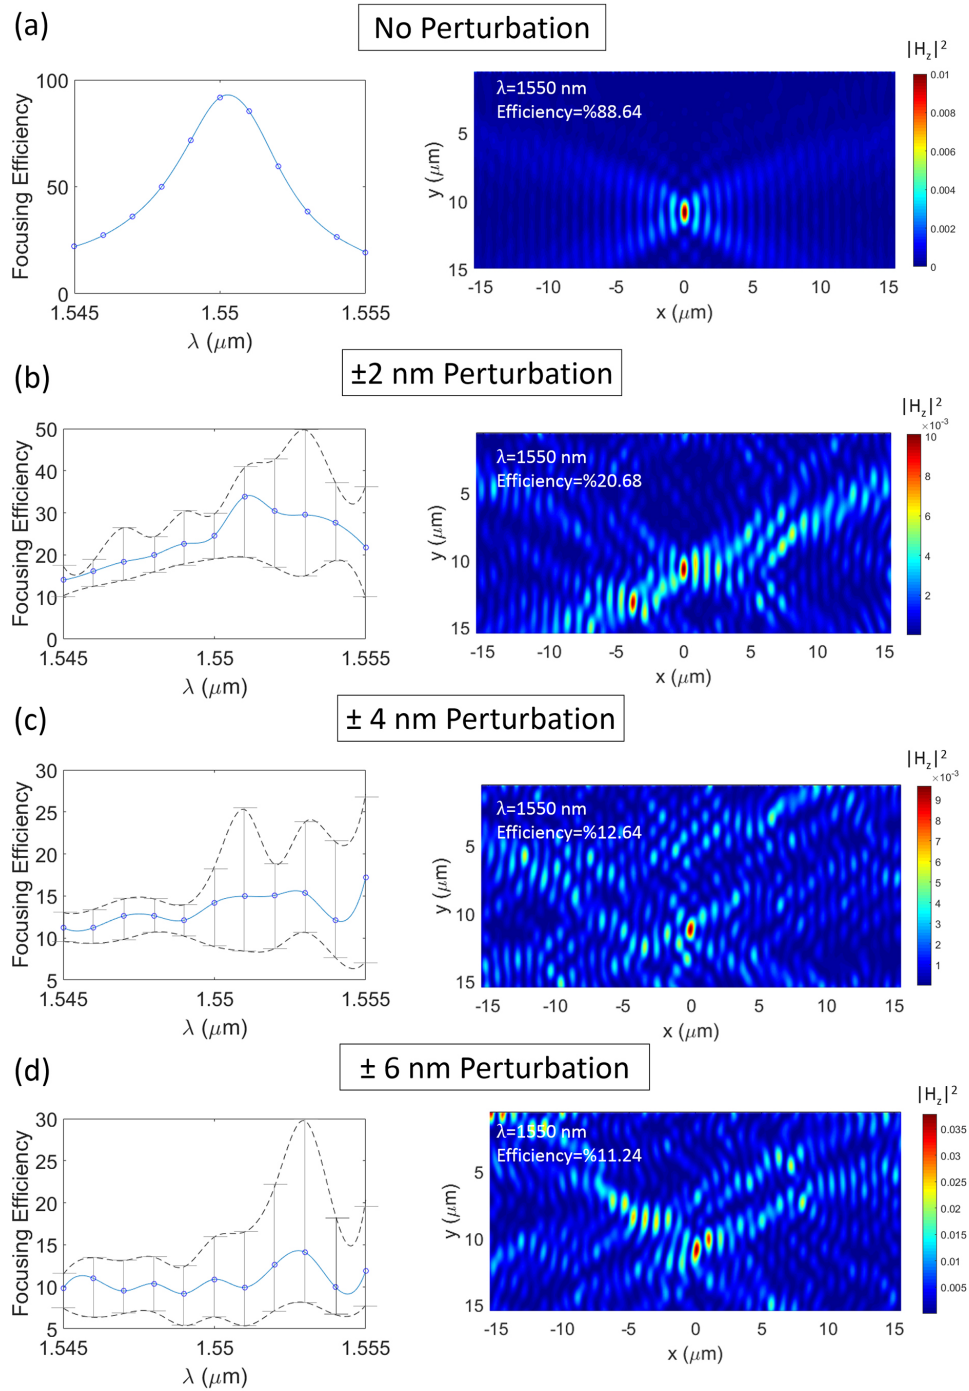 (a)
No Perturbation
|Hz|²
100
50
0
Focusing Efficiency
1.545
1.55
1.555
λ (μm)
λ=1550 nm
Efficiency=%88.64
5
10
15
y (μm)
-15
-10
-5
0
5
10
15
x (μm)
0.01
0.008
0.006
0.004
0.002
0
(b)
±2 nm Perturbation
|Hz|²
×10⁻³
50
40
30
20
10
0
Focusing Efficiency
1.545
1.55
1.555
λ (μm)
λ=1550 nm
Efficiency=%20.68
5
10
15
y (μm)
-15
-10
-5
0
5
10
15
x (μm)
10
8
6
4
2
(c)
± 4 nm Perturbation
|Hz|²
×10⁻³
30
25
20
15
10
5
Focusing Efficiency
1.545
1.55
1.555
λ (μm)
λ=1550 nm
Efficiency=%12.64
5
10
15
y (μm)
-15
-10
-5
0
5
10
15
x (μm)
9
8
7
6
5
4
3
2
1
(d)
± 6 nm Perturbation
|Hz|²
30
25
20
15
10
5
Focusing Efficiency
1.545
1.55
1.555
λ (μm)
λ=1550 nm
Efficiency=%11.24
5
10
15
y (μm)
-15
-10
-5
0
5
10
15
x (μm)
0.035
0.03
0.025
0.02
0.015
0.01
0.005